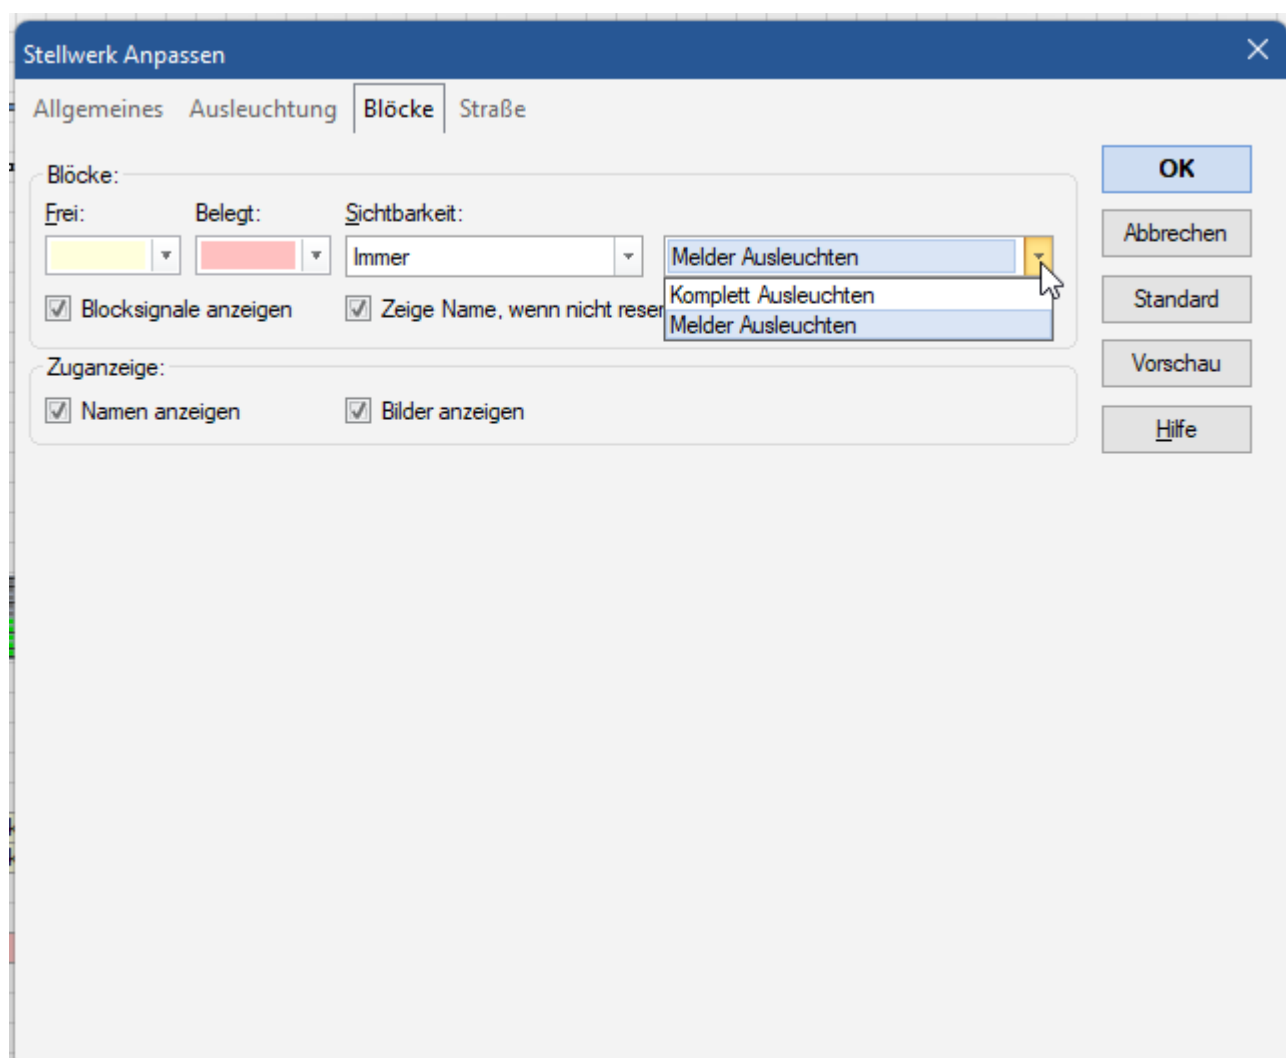 Stellwerk Anpassen
Allgemeines Ausleuchtung Blöcke Straße
Blöcke:
Frei: Belegt: Sichtbarkeit:
Immer Melder Ausleuchten
Komplett Ausleuchten
Blocksignale anzeigen Zeige Name, wenn nicht
Melder Ausleuchten
Zuganzeige:
Namen anzeigen Bilder anzeigen
OK
Abbrechen
Standard
Vorschau
Hilfe